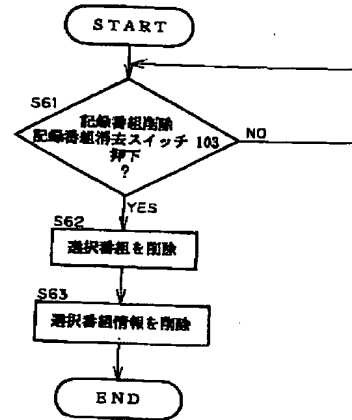 START
S61
記録番組削除
記録番組消去スイッチ 103
押下
?
NO
YES
S62
選択番組を削除
S63
選択番組情報を削除
END